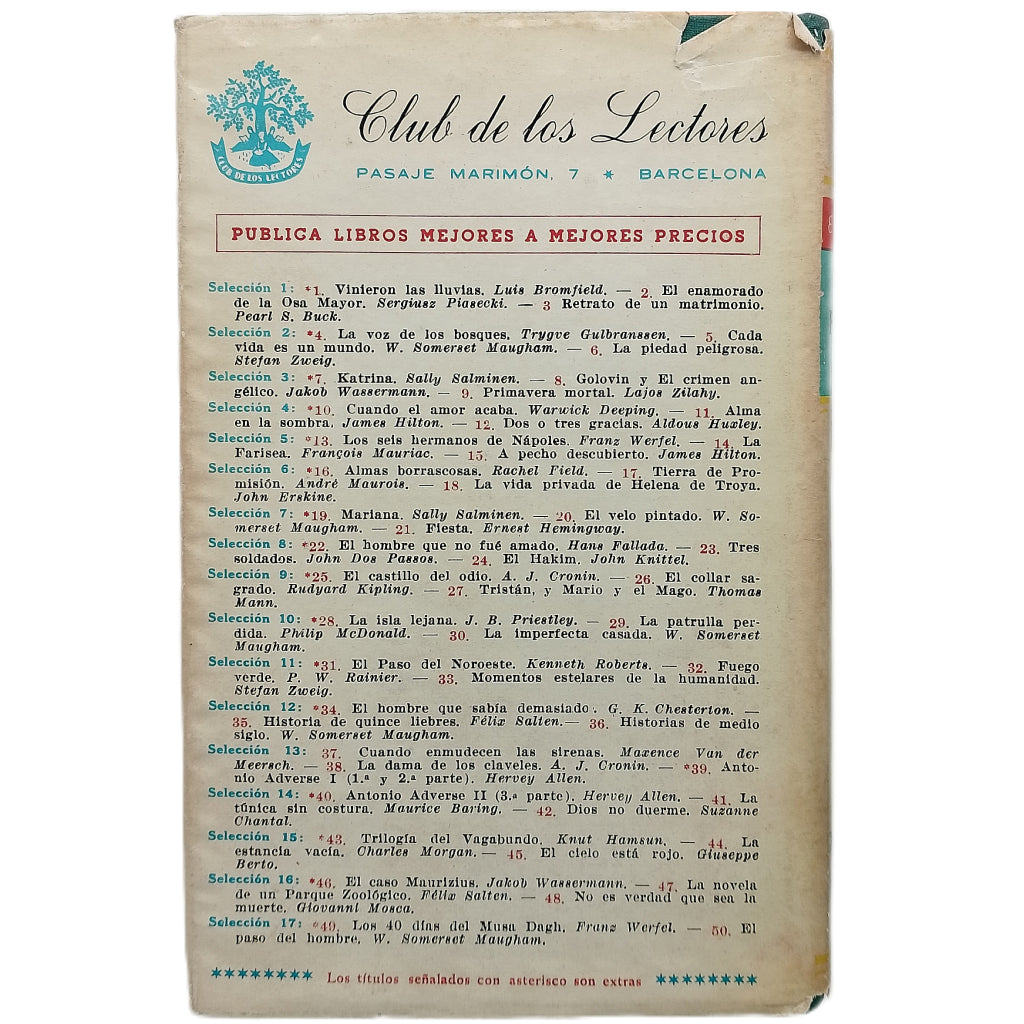 CLUB DE LOS LECTORES
Club de los Lectores
PASAJE MARIMÓN, 7 * BARCELONA
PUBLICA LIBROS MEJORES A MEJORES PRECIOS
Selección 1: *1. Vinieron las lluvias. Luis Bromfield. — 2. El enamorado
de la Osa Mayor. Sergiusz Piasecki. — 3 Retrato de un matrimonio.
Pearl S. Buck.
Selección 2: *4. La voz de los bosques. Trygve Gulbranssen. — 5. Cada
vida es un mundo. W. Somerset Maugham. — 6. La piedad peligrosa.
Stefan Zweig.
Selección 3: *7. Katrina. Sally Salminen. — 8. Golovin y El crimen an-
gélico. Jakob Wassermann. — 9. Primavera mortal. Lajos Zilahy.
Selección 4: *10. Cuando el amor acaba. Warwick Deeping. — 11. Alma
en la sombra. James Hilton. — 12. Dos o tres gracias. Aldous Huxley.
Selección 5: *13. Los seis hermanos de Nápoles. Franz Werfel. — 14. La
Farisea. François Mauriac. — 15. A pecho descubierto. James Hilton.
Selección 6: *16. Almas borrascosas. Rachel Field. — 17. Tierra de Pro-
misión. André Maurois. — 18. La vida privada de Helena de Troya.
John Erskine.
Selección 7: *19. Mariana. Sally Salminen. — 20. El velo pintado. W. So-
merset Maugham. — 21. Fiesta. Ernest Hemingway.
Selección 8: *22. El hombre que no fué amado. Hans Fallada. — 23. Tres
soldados. John Dos Passos. — 24. El Hakim. John Knittel.
Selección 9: *25. El castillo del odio. A. J. Cronin. — 26. El collar sa-
grado. Rudyard Kipling. — 27. Tristán, y Mario y el Mago. Thomas
Mann.
Selección 10: *28. La isla lejana. J. B. Priestley. — 29. La patrulla per-
dida. Philip McDonald. — 30. La imperfecta casada. W. Somerset
Maugham.
Selección 11: *31. El Paso del Noroeste. Kenneth Roberts. — 32. Fuego
verde. P. W. Rainier. — 33. Momentos estelares de la humanidad.
Stefan Zweig.
Selección 12: *34. El hombre que sabía demasiado. G. K. Chesterton. —
35. Historia de quince liebres. Félix Salten. — 36. Historias de medio
siglo. W. Somerset Maugham.
Selección 13: 37. Cuando enmudecen las sirenas. Maxence Van der
Meersch. — 38. La dama de los claveles. A. J. Cronin. — *39. Anto-
nio Adverse I (1.ª y 2.ª parte). Hervey Allen.
Selección 14: *40. Antonio Adverse II (3.ª parte). Hervey Allen. — 41. La
túnica sin costura. Maurice Baring. — 42. Dios no duerme. Suzanne
Chantal.
Selección 15: *43. Trilogía del Vagabundo. Knut Hamsun. — 44. La
estancia vacía. Charles Morgan. — 45. El cielo está rojo. Giuseppe
Berto.
Selección 16: *46. El caso Maurizius. Jakob Wassermann. — 47. La novela
de un Parque Zoológico. Félix Salten. — 48. No es verdad que sea la
muerte. Giovanni Mosca.
Selección 17: *49. Los 40 días del Musa Dagh. Franz Werfel. — 50. El
paso del hombre. W. Somerset Maugham.
******** Los títulos señalados con asterisco son extras ********